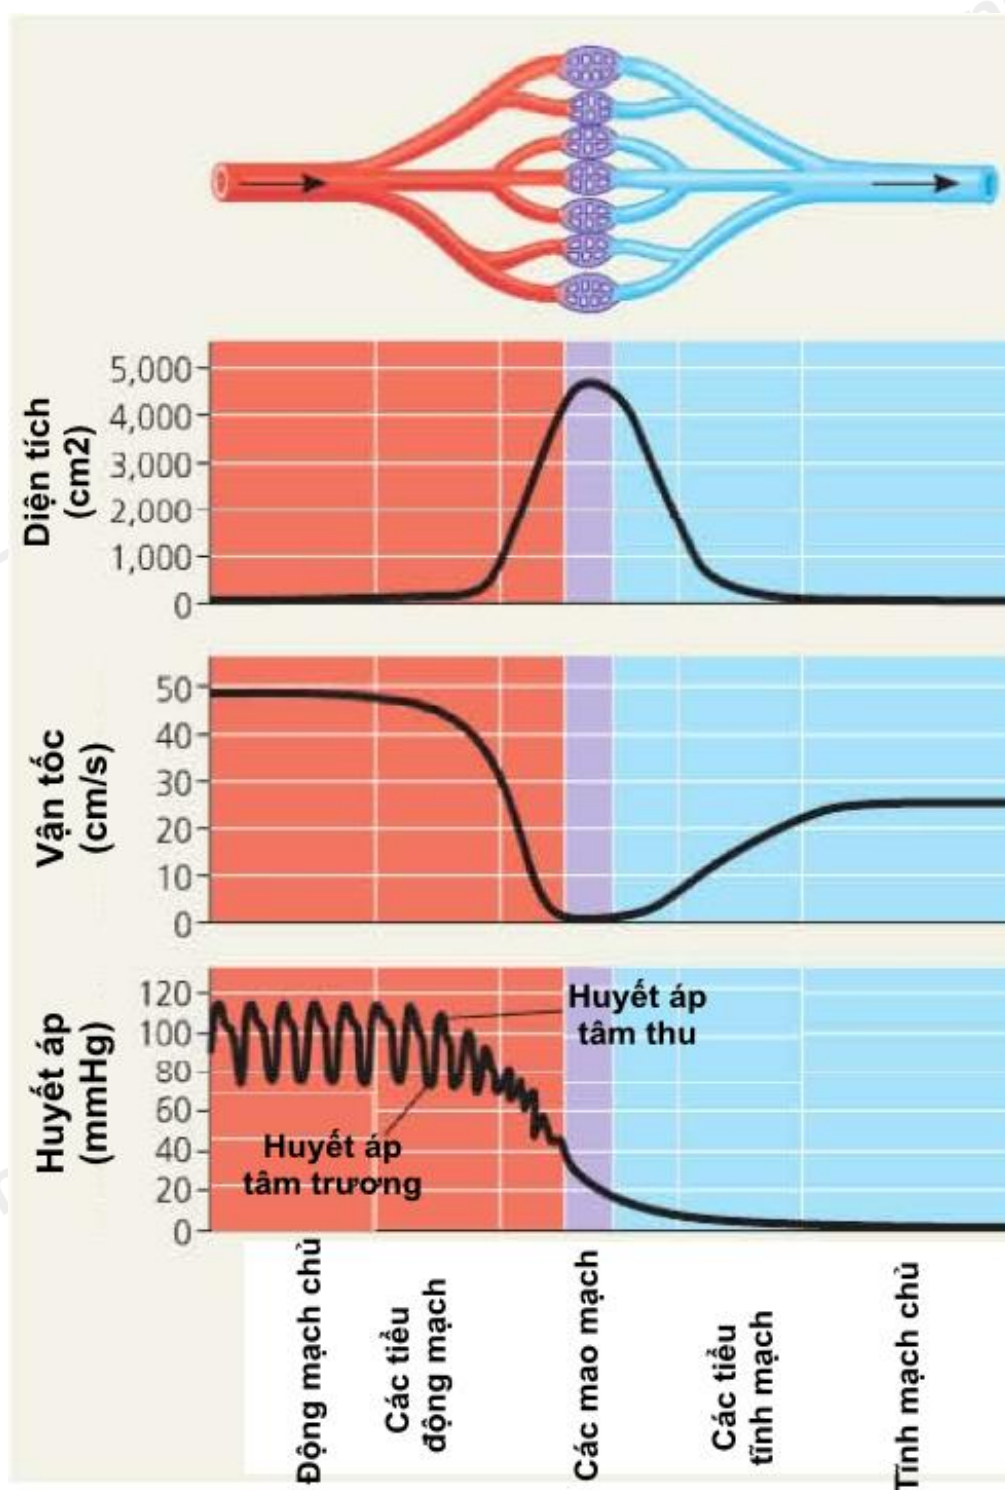 Diện tích
(cm2)
5,000
4,000
3,000
2,000
1,000
0
Vận tốc
(cm/s)
50
40
30
20
10
0
Huyết áp
(mmHg)
120
100
80
60
40
20
0
Huyết áp
tâm thu
Huyết áp
tâm trương
Động mạch chủ
Các tiểu
động mạch
Các mao mạch
Các tiểu
tĩnh mạch
Tĩnh mạch chủ